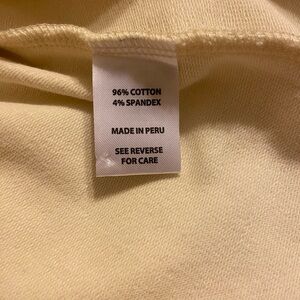 96% COTTON
4% SPANDEX
MADE IN PERU
SEE REVERSE
FOR CARE